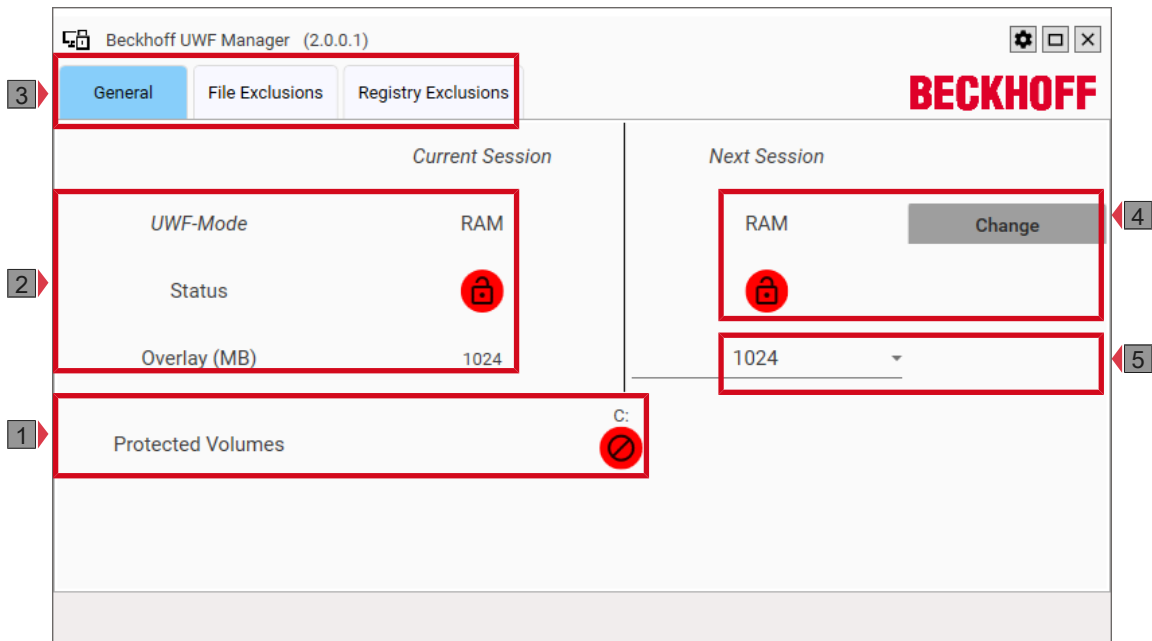 Beckhoff UWF Manager (2.0.0.1)
3
General File Exclusions Registry Exclusions
BECKHOFF
Current Session Next Session
UWF-Mode RAM RAM Change
4
2
Status
Overlay (MB) 1024 1024
5
C:
1
Protected Volumes